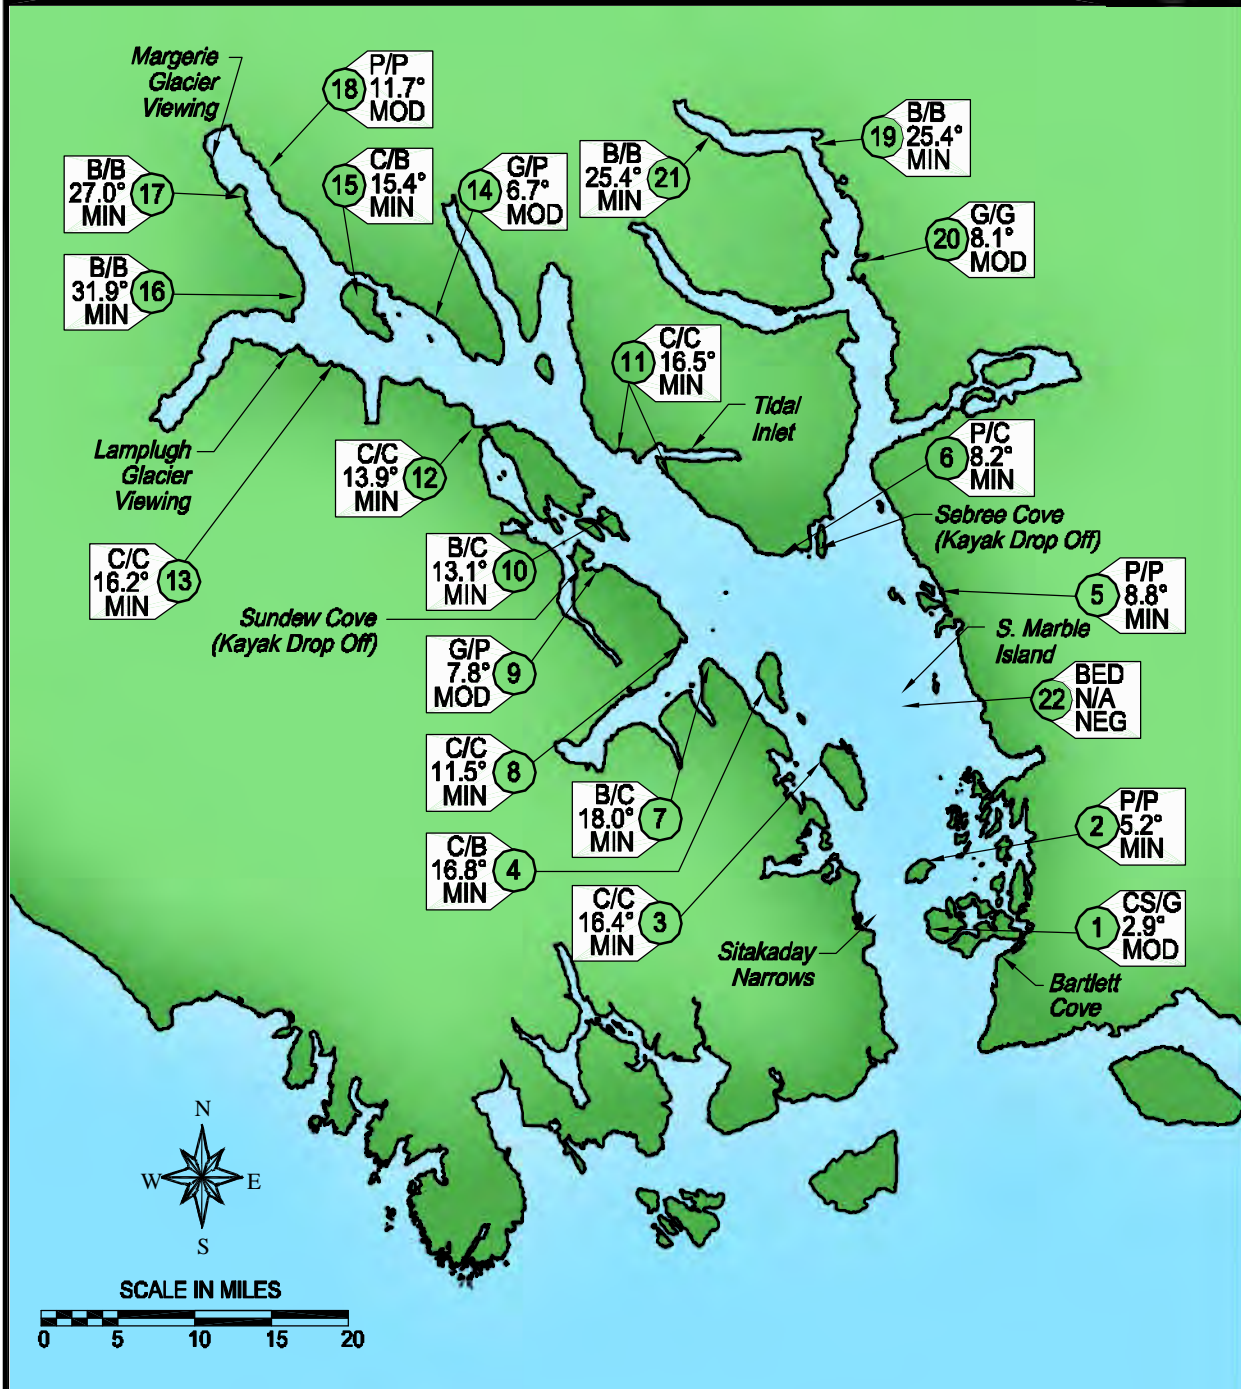 Margerie
Glacier
Viewing
P/P
18 11.7°
MOD
B/B
19 25.4°
MIN
B/B
27.0° 17
MIN
C/B
15 15.4°
MIN
G/P
14 6.7°
MOD
B/B
25.4° 21
MIN
G/G
20 8.1°
MOD
B/B
31.9° 16
MIN
C/C
11 16.5°
MIN
Tidal
Inlet
Lamplugh
Glacier
Viewing
C/C
13.9° 12
MIN
P/C
6 8.2°
MIN
Sebree Cove
(Kayak Drop Off)
C/C
16.2° 13
MIN
B/C
13.1° 10
MIN
P/P
5 8.8°
MIN
Sundew Cove
(Kayak Drop Off)
S. Marble
Island
G/P
7.8° 9
MOD
BED
22 N/A
NEG
C/C
11.5° 8
MIN
B/C
18.0° 7
MIN
P/P
2 5.2°
MIN
C/B
16.8° 4
MIN
C/C
16.4° 3
MIN
CS/G
1 2.9°
MOD
Sitakaday
Narrows
Bartlett
Cove
N
W E
S
SCALE IN MILES
0 5 10 15 20